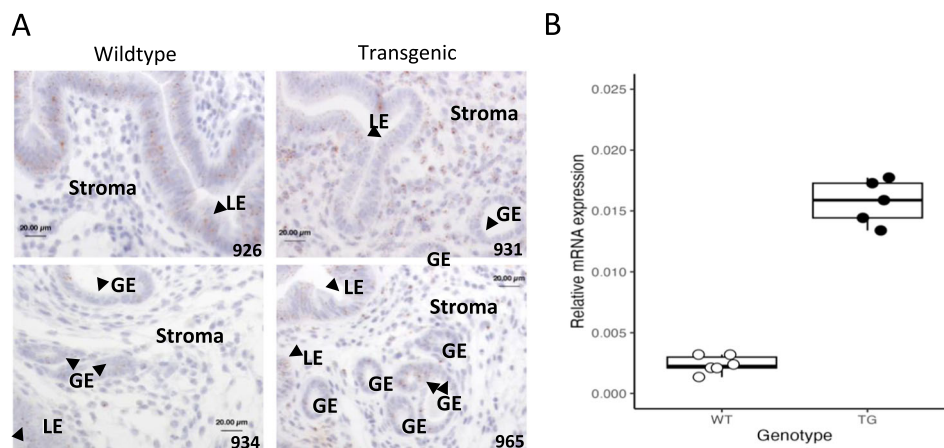 A
Wildtype
Transgenic
Stroma
LE
20.00 µm
926
LE
Stroma
GE
20.00 µm
931
GE
GE
Stroma
GE
LE
20.00 µm
934
20.00 µm
LE
Stroma
LE
GE
GE
GE
GE
GE
965
B
Relative mRNA expression
0.025
0.020
0.015
0.010
0.005
0.000
WT
TG
Genotype